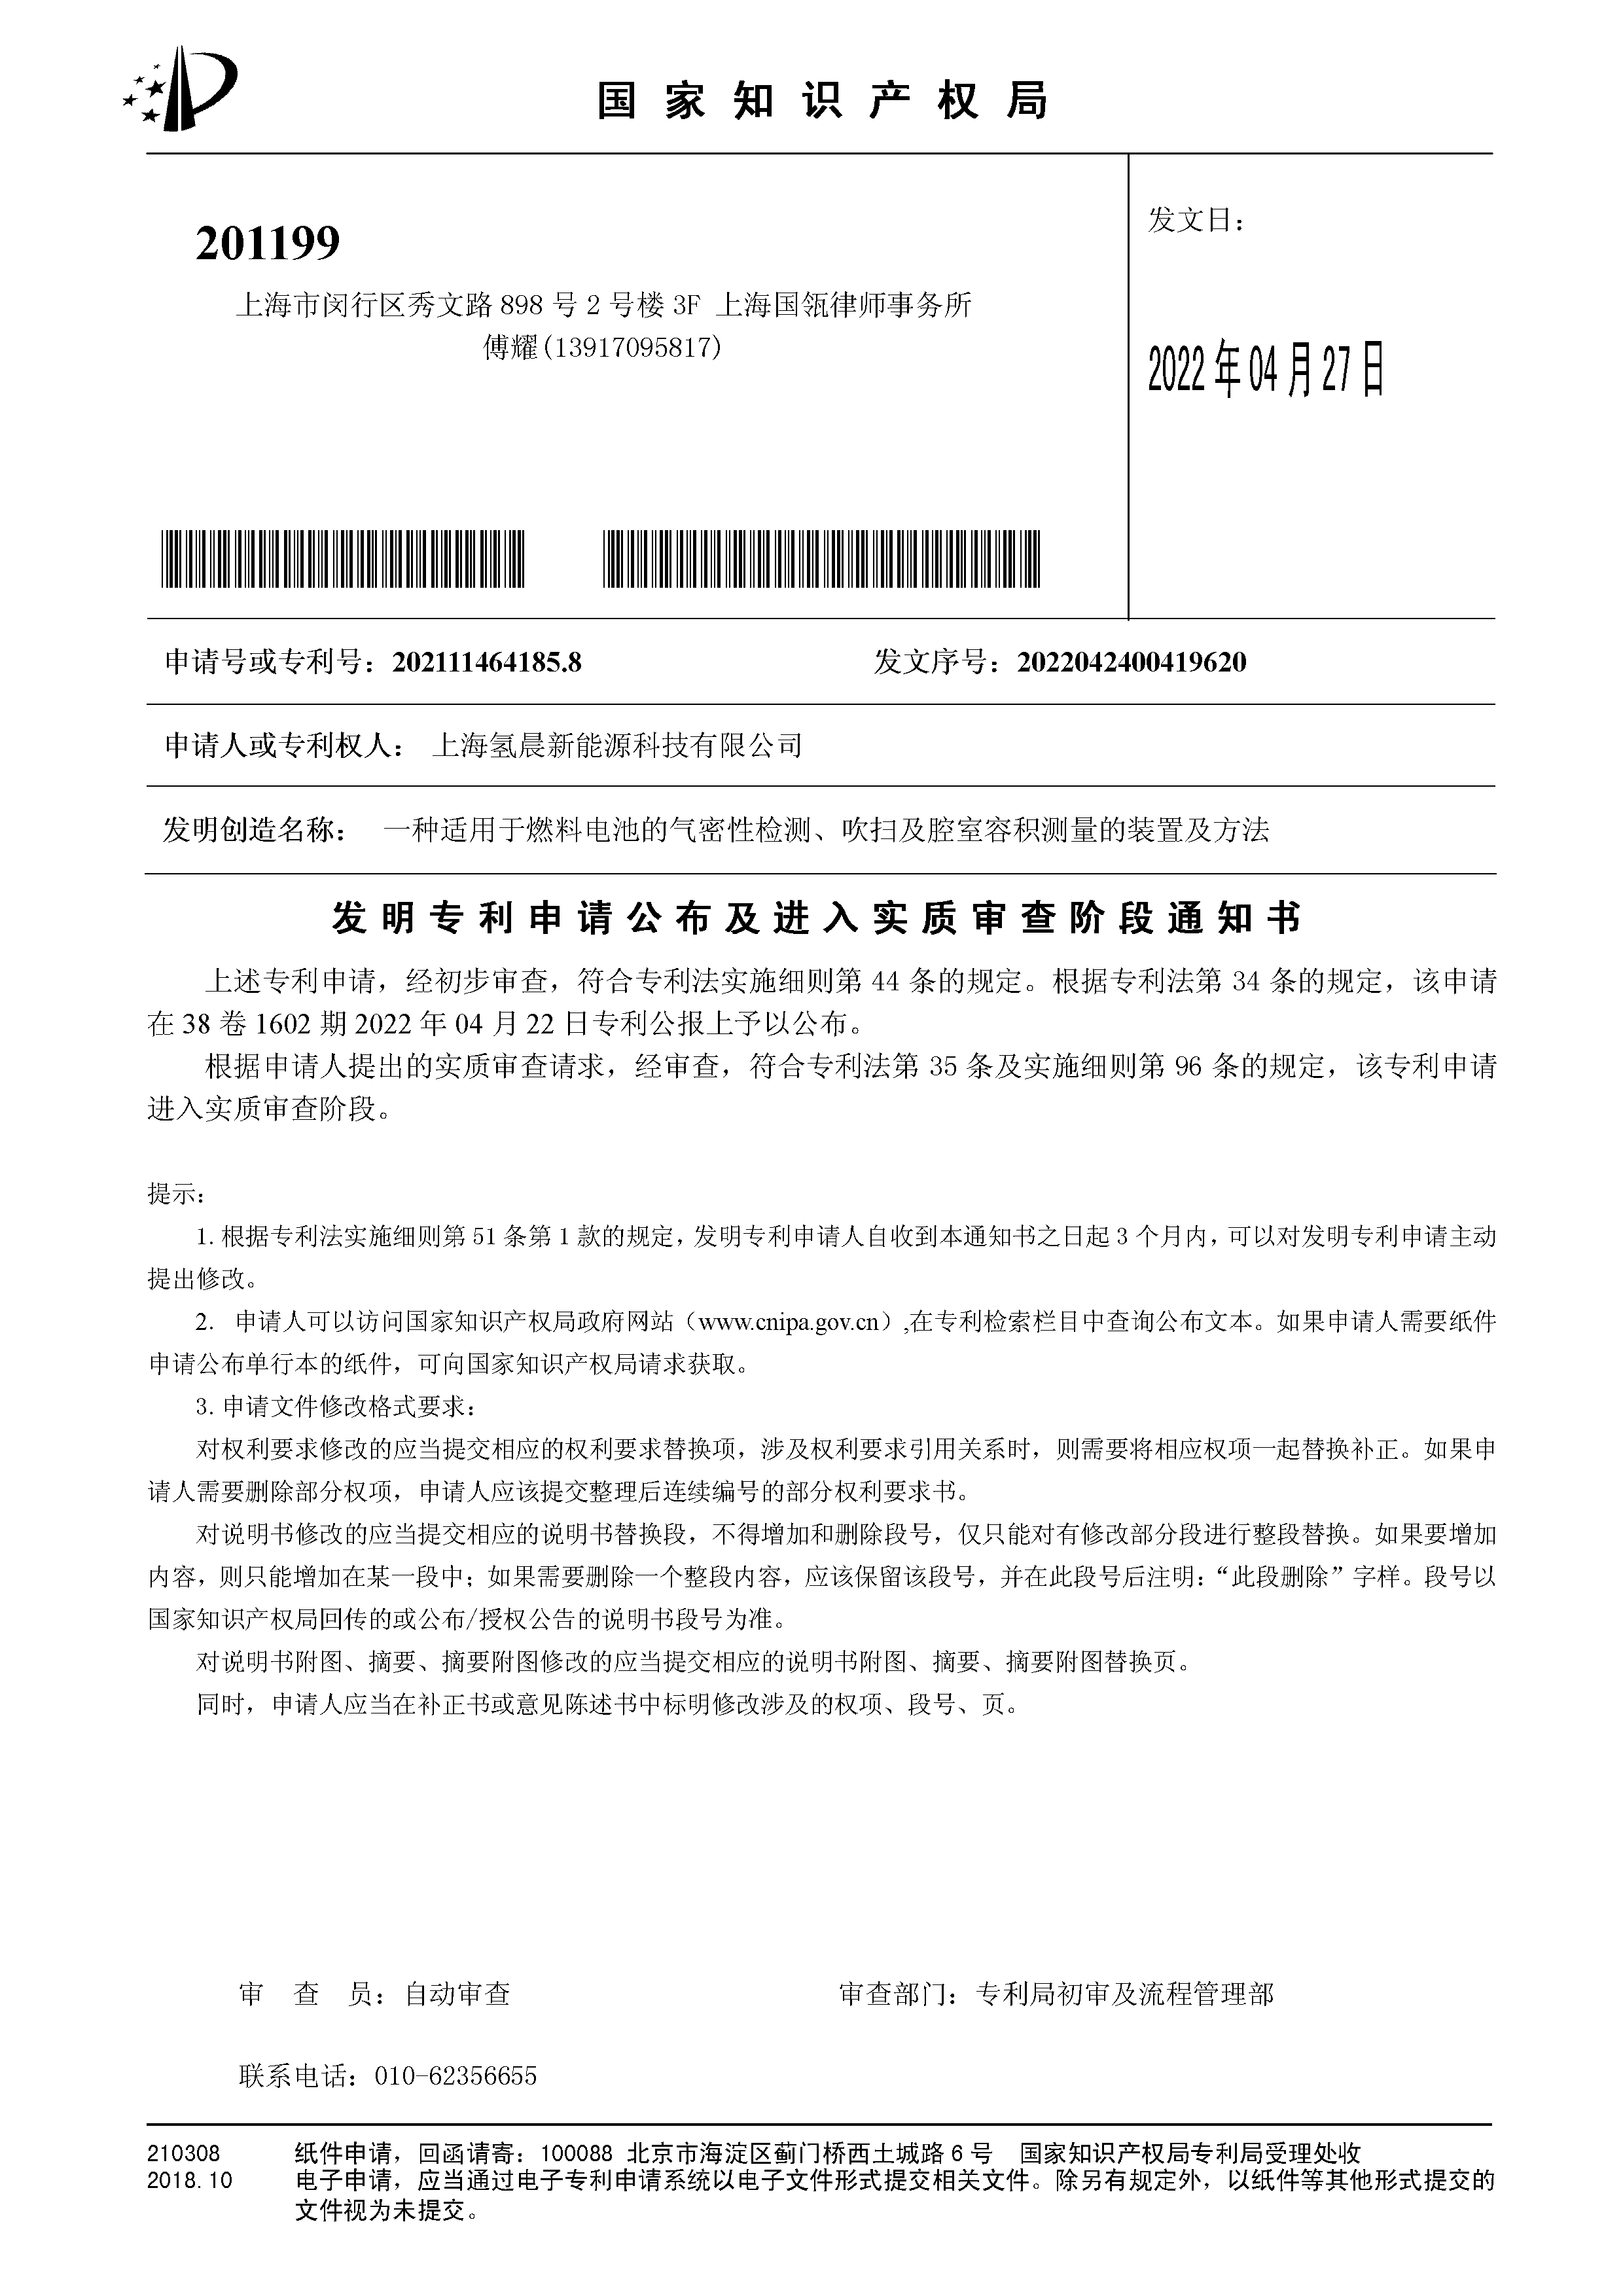 国家知识产权局
201199
上海市闵行区秀文路 898 号 2 号楼 3F 上海国瓴律师事务所
傅耀(13917095817)
发文日：
2022 年 04 月 27 日
申请号或专利号：202111464185.8 发文序号：2022042400419620
申请人或专利权人： 上海氢晨新能源科技有限公司
发明创造名称： 一种适用于燃料电池的气密性检测、吹扫及腔室容积测量的装置及方法
发明专利申请公布及进入实质审查阶段通知书
上述专利申请，经初步审查，符合专利法实施细则第 44 条的规定。根据专利法第 34 条的规定，该申请
在 38 卷 1602 期 2022 年 04 月 22 日专利公报上予以公布。
根据申请人提出的实质审查请求，经审查，符合专利法第 35 条及实施细则第 96 条的规定，该专利申请
进入实质审查阶段。
提示：
1. 根据专利法实施细则第 51 条第 1 款的规定，发明专利申请人自收到本通知书之日起 3 个月内，可以对发明专利申请主动
提出修改。
2. 申请人可以访问国家知识产权局政府网站（www.cnipa.gov.cn）,在专利检索栏目中查询公布文本。如果申请人需要纸件
申请公布单行本的纸件，可向国家知识产权局请求获取。
3. 申请文件修改格式要求：
对权利要求修改的应当提交相应的权利要求替换项，涉及权利要求引用关系时，则需要将相应权项一起替换补正。如果申
请人需要删除部分权项，申请人应该提交整理后连续编号的部分权利要求书。
对说明书修改的应当提交相应的说明书替换段，不得增加和删除段号，仅只能对有修改部分段进行整段替换。如果要增加
内容，则只能增加在某一段中；如果需要删除一个整段内容，应该保留该段号，并在此段号后注明：“此段删除”字样。段号以
国家知识产权局回传的或公布/授权公告的说明书段号为准。
对说明书附图、摘要、摘要附图修改的应当提交相应的说明书附图、摘要、摘要附图替换页。
同时，申请人应当在补正书或意见陈述书中标明修改涉及的权项、段号、页。
审 查 员：自动审查 审查部门：专利局初审及流程管理部
联系电话：010-62356655
210308 纸件申请，回函请寄：100088 北京市海淀区蓟门桥西土城路 6 号 国家知识产权局专利局受理处收
2018.10 电子申请，应当通过电子专利申请系统以电子文件形式提交相关文件。除另有规定外，以纸件等其他形式提交的
文件视为未提交。